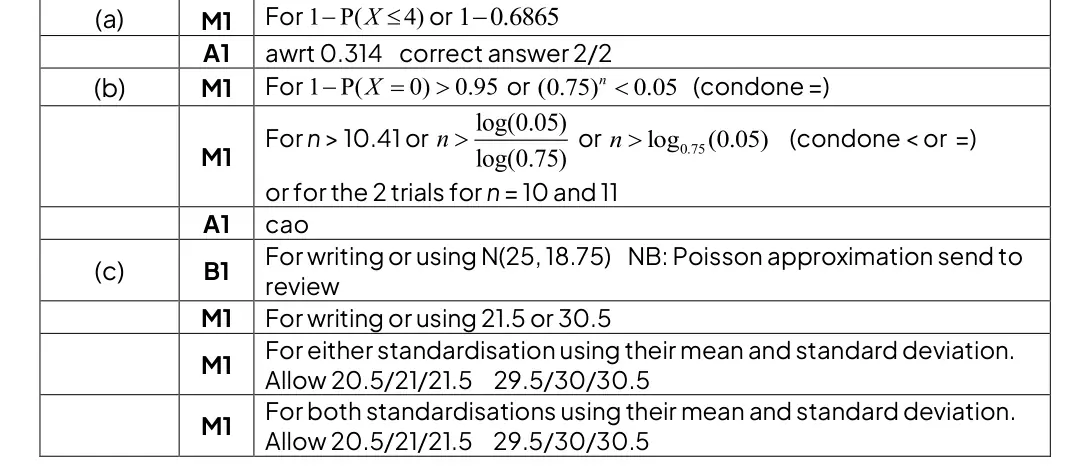 (a) M1 For 1−P(X ≤4) or 1−0.6865
A1 awrt 0.314 correct answer 2/2
(b) M1 For 1−P(X = 0) > 0.95 or (0.75)ⁿ < 0.05 (condone =)
M1 For n > 10.41 or n > log(0.05)/log(0.75) or n > log₀.₇₅(0.05) (condone < or =)
or for the 2 trials for n = 10 and 11
A1 cao
(c) B1 For writing or using N(25, 18.75) NB: Poisson approximation send to
review
M1 For writing or using 21.5 or 30.5
M1 For either standardisation using their mean and standard deviation.
Allow 20.5/21/21.5 29.5/30/30.5
M1 For both standardisations using their mean and standard deviation.
Allow 20.5/21/21.5 29.5/30/30.5